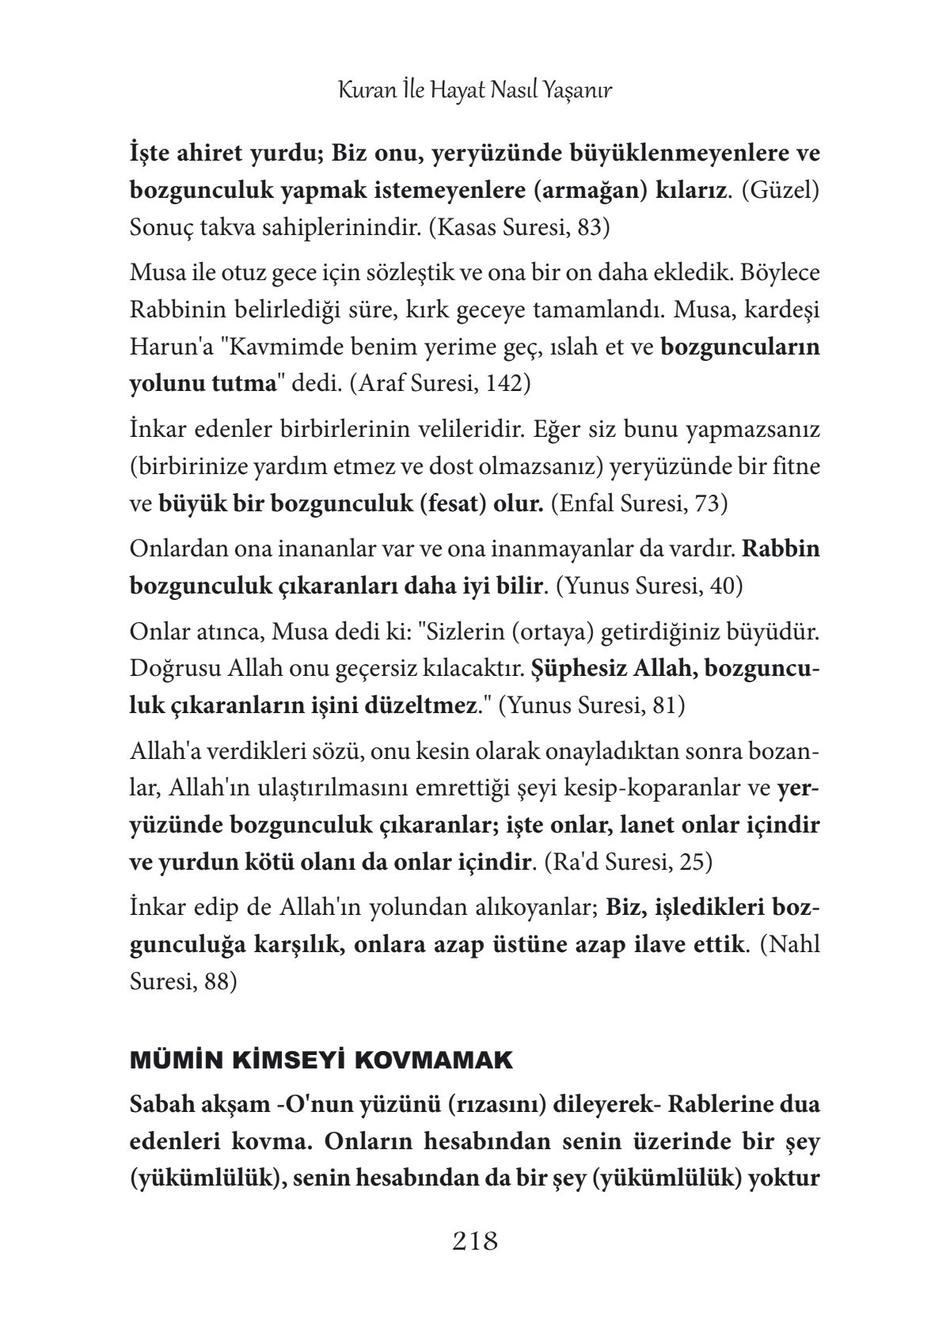 Kuran İle Hayat Nasıl Yaşanır
İşte ahiret yurdu; Biz onu, yeryüzünde büyüklenmeyenlere ve
bozgunculuk yapmak istemeyenlere (armağan) kılarız. (Güzel)
Sonuç takva sahiplerinindir. (Kasas Suresi, 83)
Musa ile otuz gece için sözleştik ve ona bir on daha ekledik. Böylece
Rabbinin belirlediği süre, kırk geceye tamamlandı. Musa, kardeşi
Harun'a "Kavmimde benim yerime geç, ıslah et ve bozguncuların
yolunu tutma" dedi. (Araf Suresi, 142)
İnkar edenler birbirlerinin velileridir. Eğer siz bunu yapmazsanız
(birbirinize yardım etmez ve dost olmazsanız) yeryüzünde bir fitne
ve büyük bir bozgunculuk (fesat) olur. (Enfal Suresi, 73)
Onlardan ona inananlar var ve ona inanmayanlar da vardır. Rabbin
bozgunculuk çıkaranları daha iyi bilir. (Yunus Suresi, 40)
Onlar atınca, Musa dedi ki: "Sizlerin (ortaya) getirdiğiniz büyüdür.
Doğrusu Allah onu geçersiz kılacaktır. Şüphesiz Allah, bozguncu-
luk çıkaranların işini düzeltmez." (Yunus Suresi, 81)
Allah'a verdikleri sözü, onu kesin olarak onayladıktan sonra bozan-
lar, Allah'ın ulaştırılmasını emrettiği şeyi kesip-koparanlar ve yer-
yüzünde bozgunculuk çıkaranlar; işte onlar, lanet onlar içindir
ve yurdun kötü olanı da onlar içindir. (Ra'd Suresi, 25)
İnkar edip de Allah'ın yolundan alıkoyanlar; Biz, işledikleri boz-
gunculuğa karşılık, onlara azap üstüne azap ilave ettik. (Nahl
Suresi, 88)
MÜMİN KİMSEYİ KOVMAMAK
Sabah akşam -O'nun yüzünü (rızasını) dileyerek- Rablerine dua
edenleri kovma. Onların hesabından senin üzerinde bir şey
(yükümlülük), senin hesabından da bir şey (yükümlülük) yoktur
218